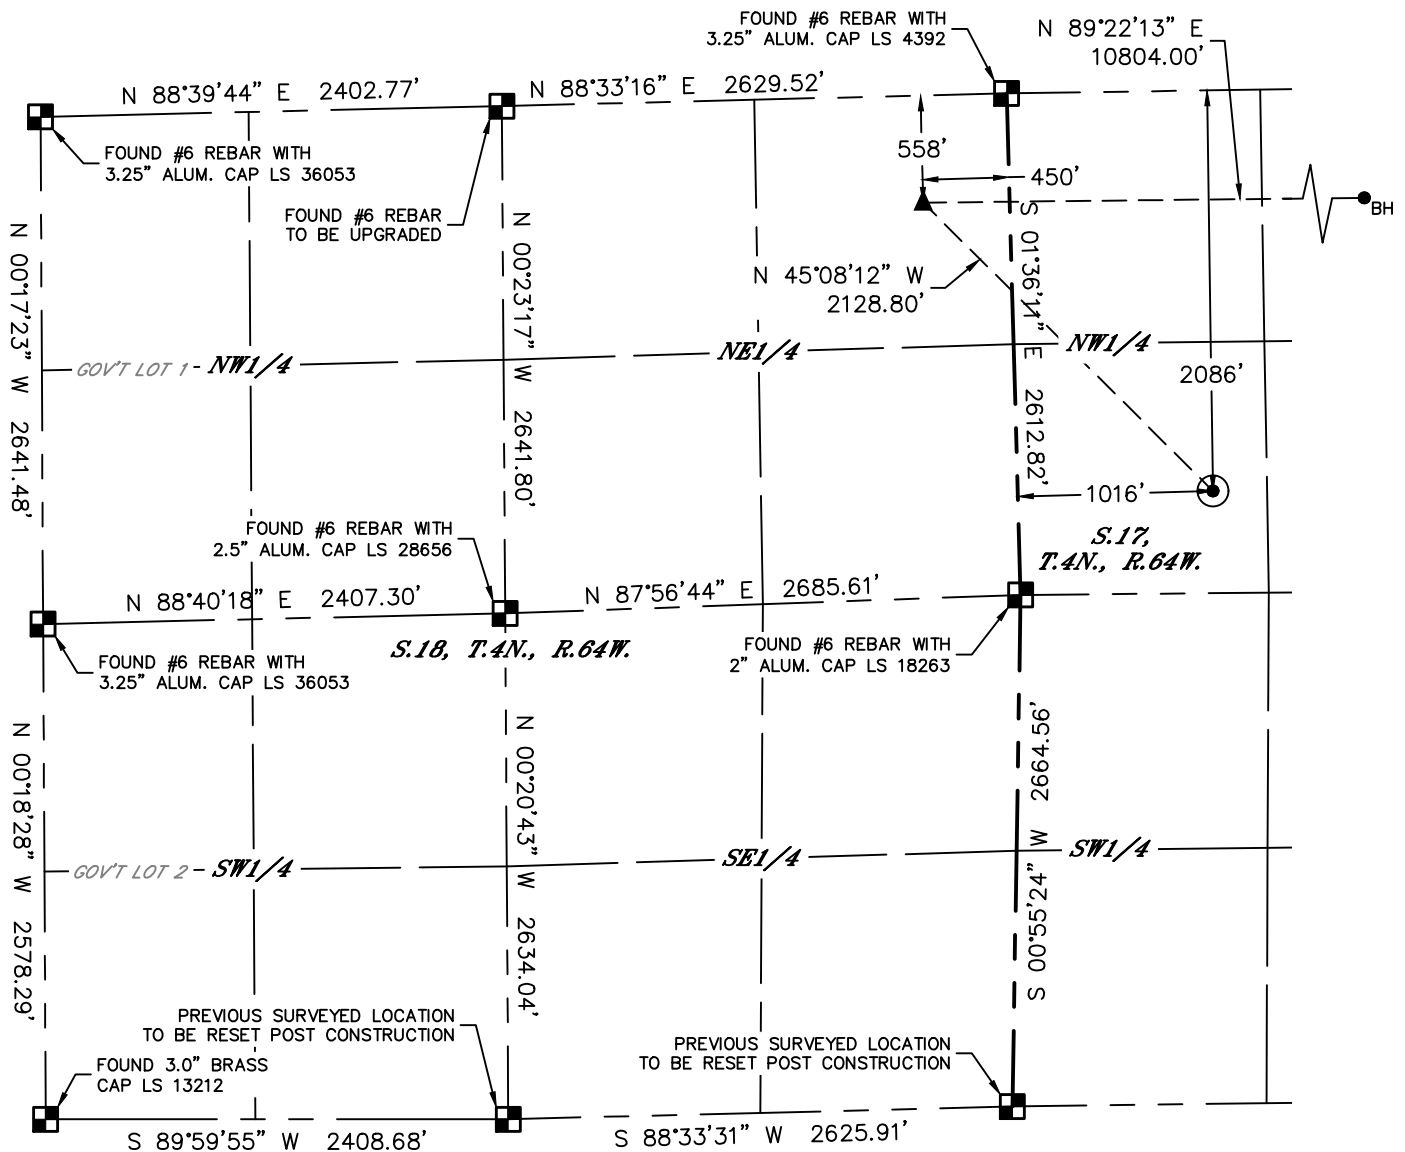 FOUND #6 REBAR WITH
3.25" ALUM. CAP LS 4392
N 89°22'13" E
10804.00'
N 88°39'44" E 2402.77'
N 88°33'16" E 2629.52'
FOUND #6 REBAR WITH
3.25" ALUM. CAP LS 36053
558'
450'
BH
FOUND #6 REBAR
TO BE UPGRADED
N 00°17'23" W 2641.48'
N 00°23'17" W 2641.80'
S 01°36'11" E 2612.82'
N 45°08'12" W
2128.80'
GOV'T LOT 1
NW1/4
NE1/4
NW1/4
2086'
1016'
FOUND #6 REBAR WITH
2.5" ALUM. CAP LS 28656
S.17,
T.4N., R.64W.
N 88°40'18" E 2407.30'
N 87°56'44" E 2685.61'
S.18, T.4N., R.64W.
FOUND #6 REBAR WITH
3.25" ALUM. CAP LS 36053
FOUND #6 REBAR WITH
2" ALUM. CAP LS 18263
N 00°18'28" W 2578.29'
N 00°20'43" W 2634.04'
S 00°55'24" W 2664.56'
GOV'T LOT 2
SW1/4
SE1/4
SW1/4
PREVIOUS SURVEYED LOCATION
TO BE RESET POST CONSTRUCTION
PREVIOUS SURVEYED LOCATION
TO BE RESET POST CONSTRUCTION
FOUND 3.0" BRASS
CAP LS 13212
S 89°59'55" W 2408.68'
S 88°33'31" W 2625.91'